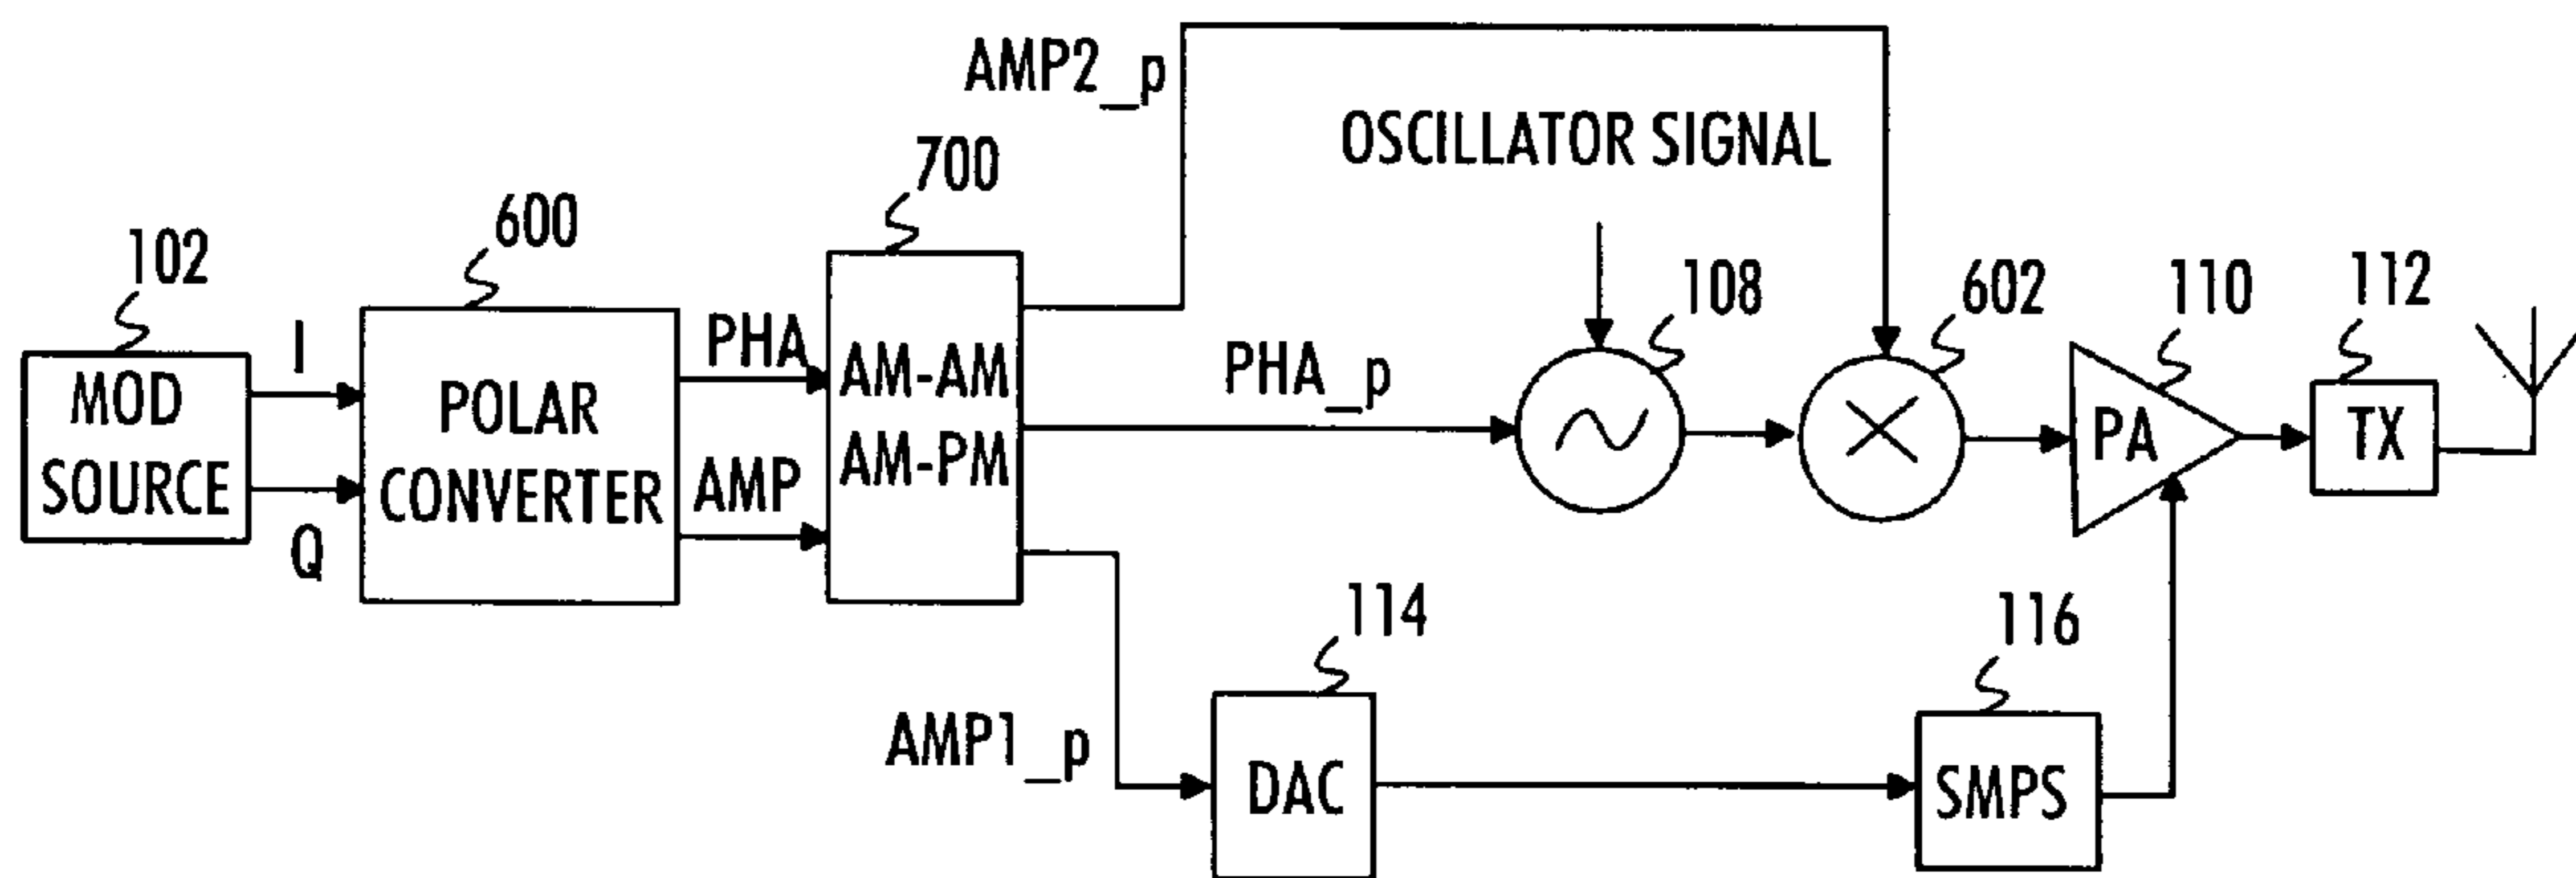 AMP2_p
OSCILLATOR SIGNAL
700
600
102
108
602
110
112
I
Q
MOD
SOURCE
POLAR
CONVERTER
PHA
AMP
AM-AM
AM-PM
PHA_p
PA
TX
114
116
AMP1_p
DAC
SMPS